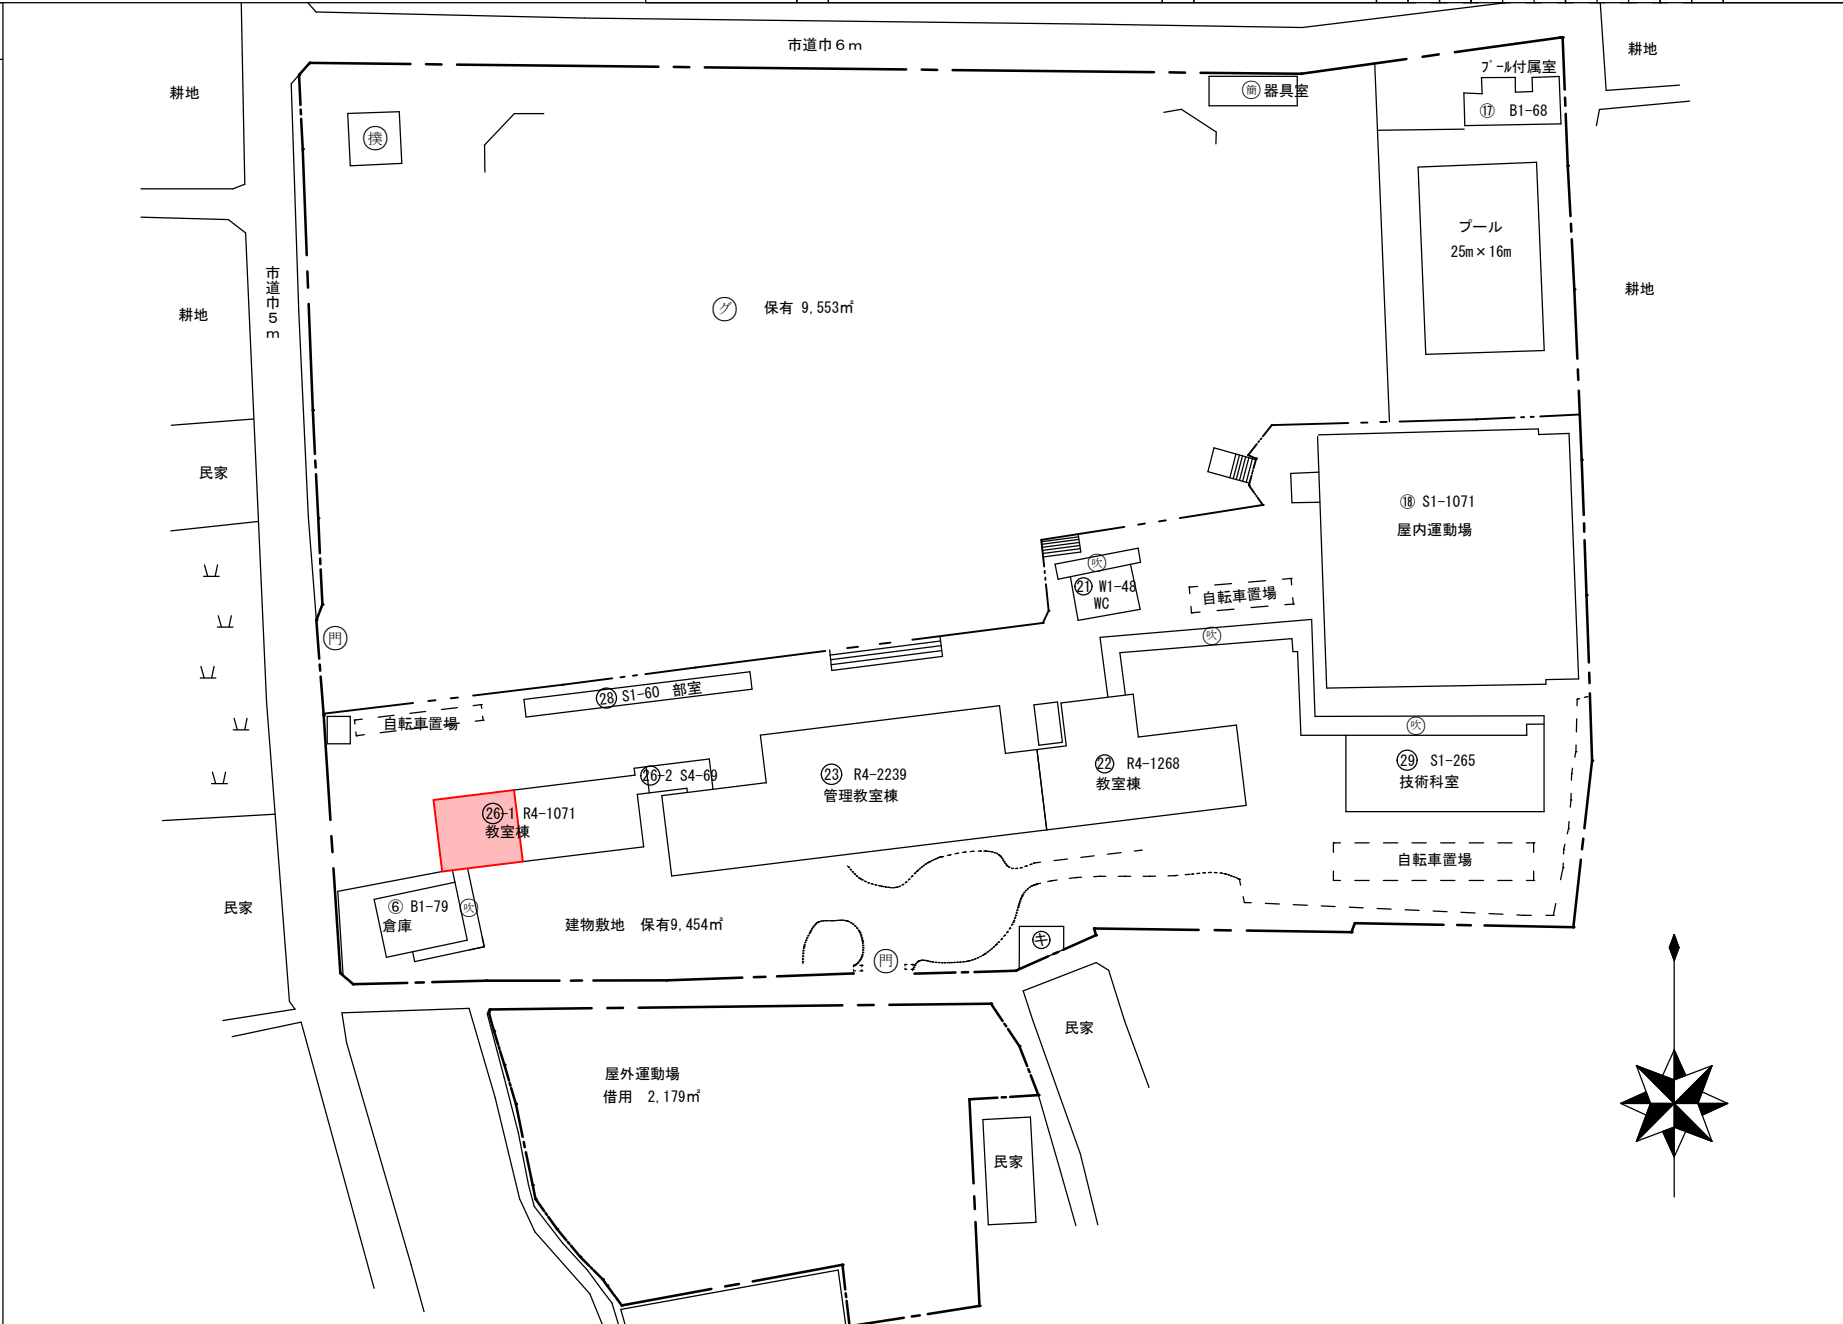 市道巾６ｍ
耕地
耕地
ﾌﾟｰﾙ付属室
⑰ B1-68
簡 器具室
撲
プール
25m×16m
市道巾５ｍ
耕地
耕地
グ 保有 9,553㎡
民家
⑱ S1-1071
屋内運動場
吹
㉑ W1-48
WC
自転車置場
門
吹
㉘ S1-60 部室
自転車置場
吹
㉖-2 S4-69
㉓ R4-2239
管理教室棟
㉒ R4-1268
教室棟
㉙ S1-265
技術科室
㉖-1 R4-1071
教室棟
自転車置場
民家
⑥ B1-79
倉庫
吹
建物敷地 保有9,454㎡
キ
門
民家
屋外運動場
借用 2,179㎡
民家